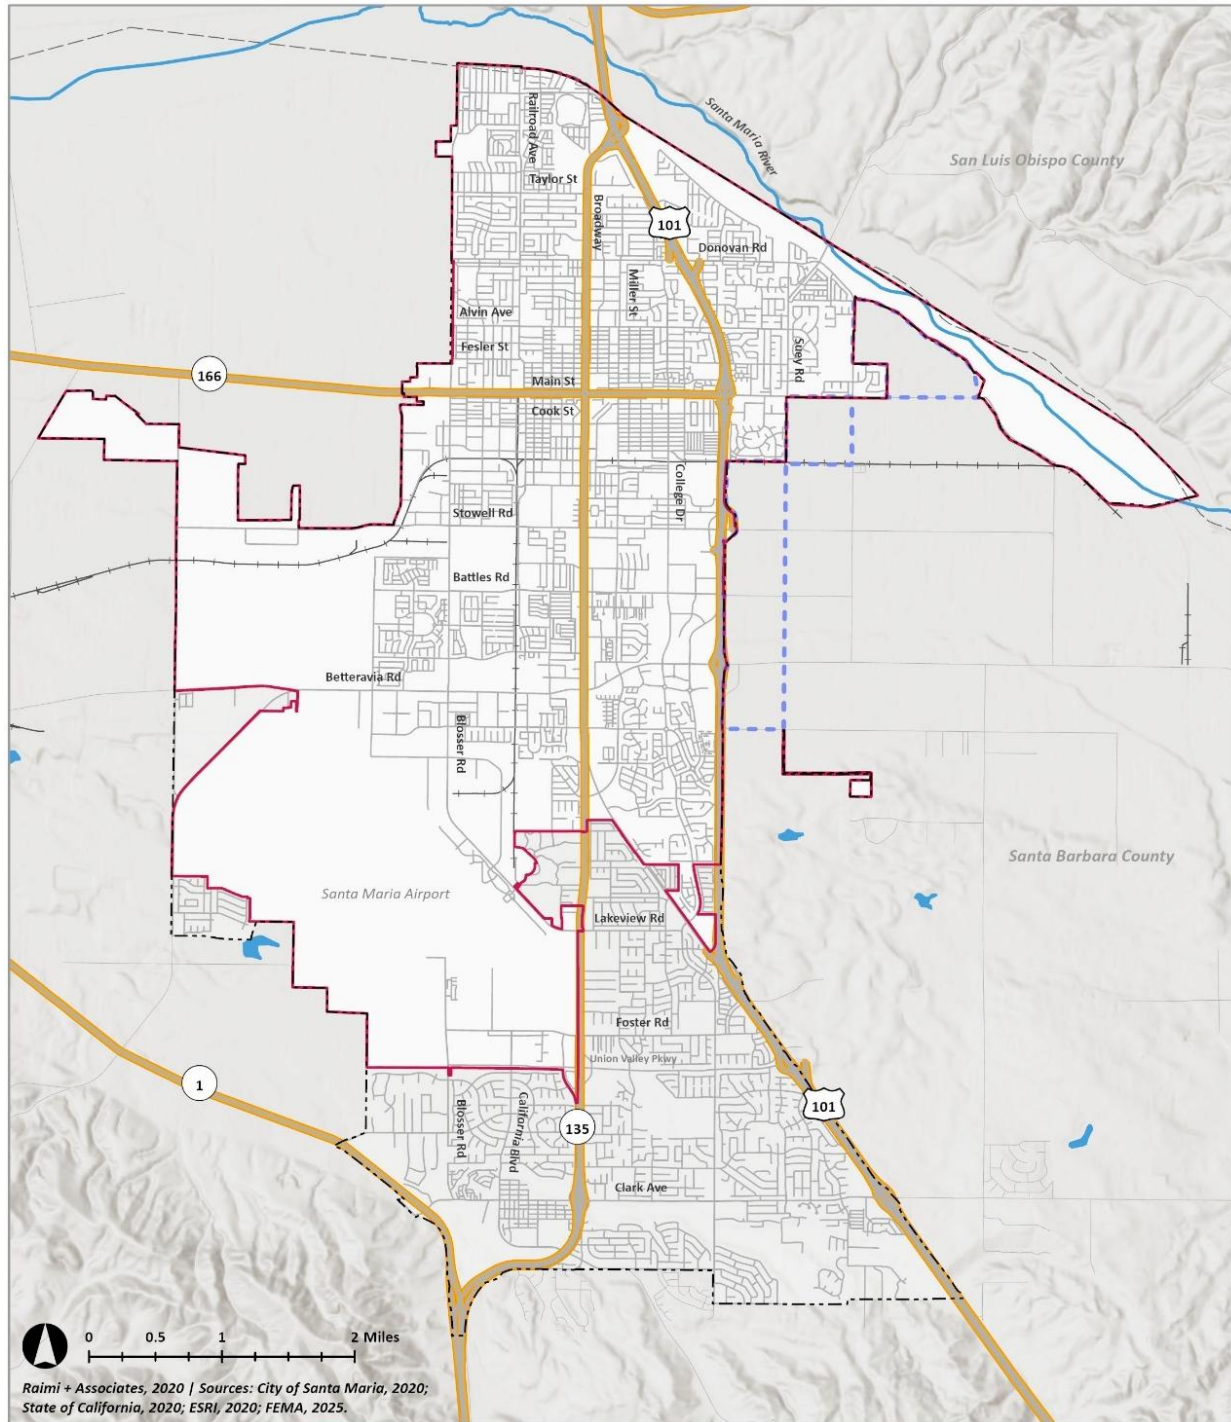 Santa Maria River
San Luis Obispo County
Railroad Ave
Taylor St
Broadway
101
Donovan Rd
Miller St
Alvin Ave
Fesler St
Suey Rd
166
Main St
Cook St
College Dr
Stowell Rd
Battles Rd
Betteravia Rd
Blosser Rd
Santa Barbara County
Santa Maria Airport
Lakeview Rd
Foster Rd
Union Valley Pkwy
1
Blosser Rd
California Blvd
101
135
Clark Ave
0 0.5 1 2 Miles
Raimi + Associates, 2020 | Sources: City of Santa Maria, 2020;
State of California, 2020; ESRI, 2020; FEMA, 2025.